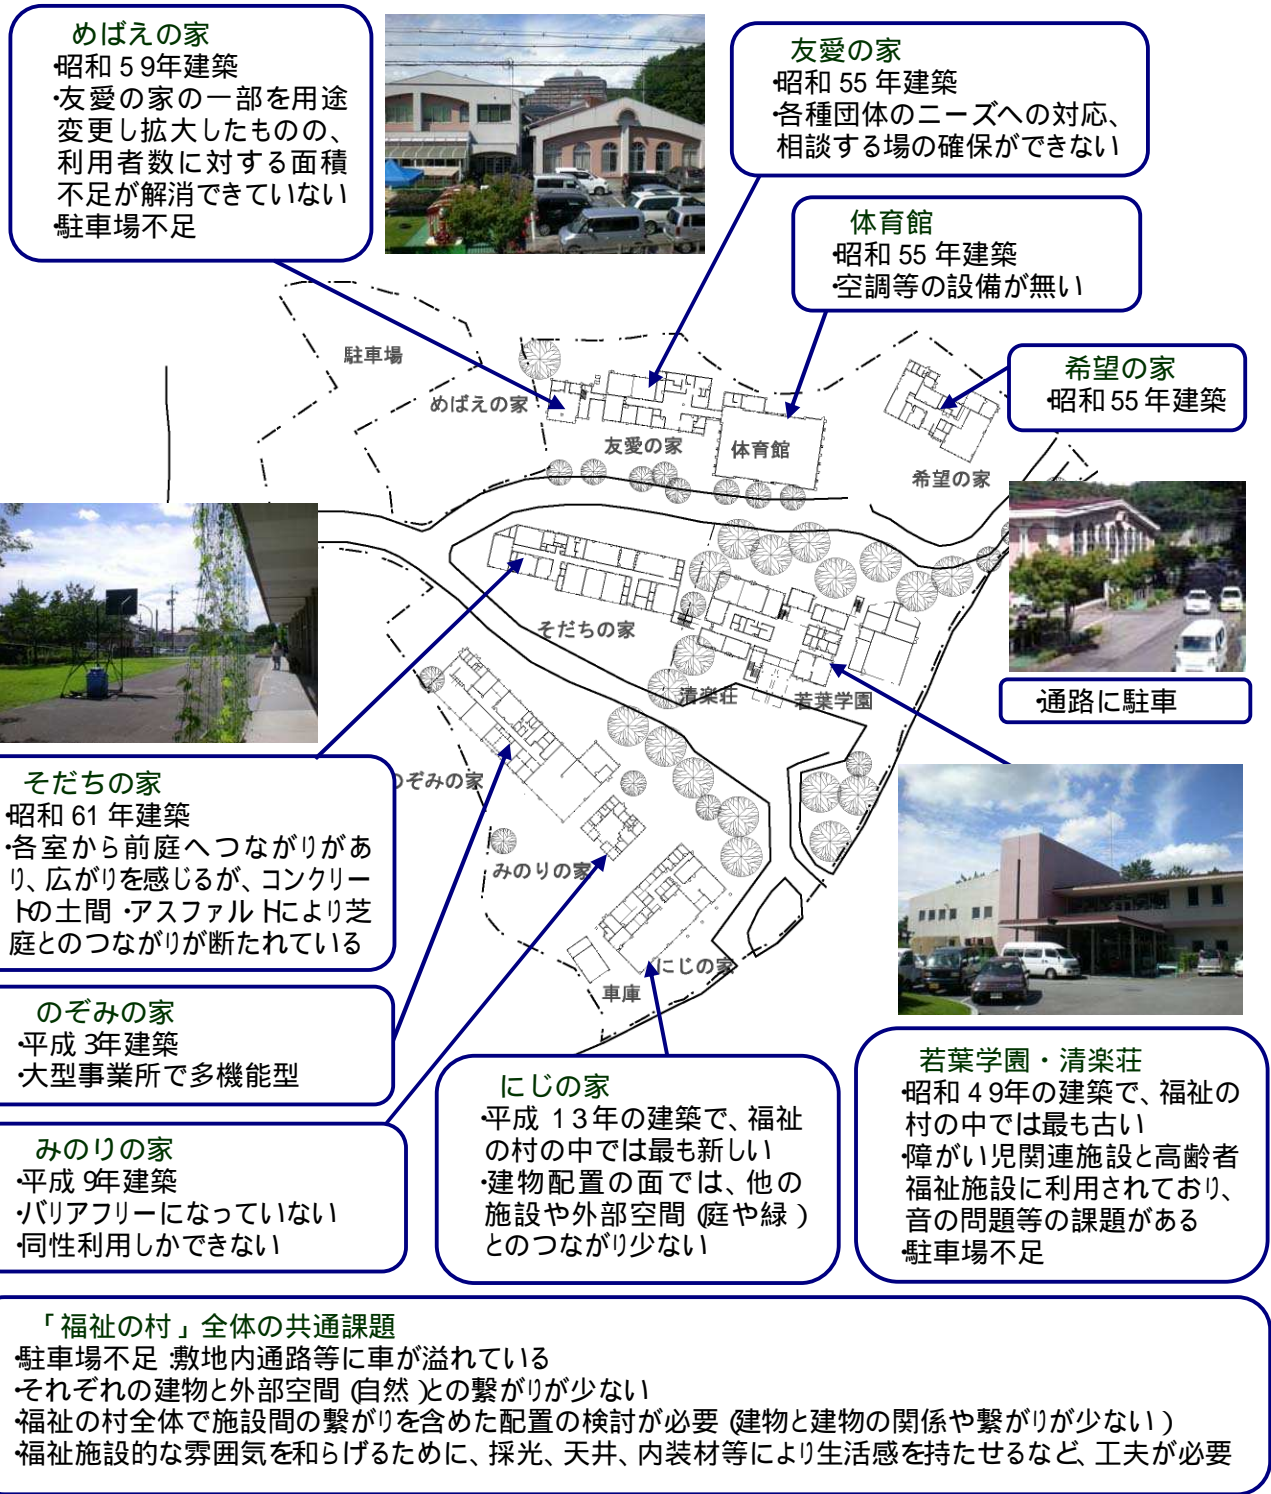 めばえの家
・昭和59年建築
・友愛の家の一部を用途
変更し拡大したものの、
利用者数に対する面積
不足が解消できていない
・駐車場不足
友愛の家
・昭和 55 年建築
・各種団体のニーズへの対応、
相談する場の確保ができない
体育館
・昭和 55 年建築
・空調等の設備が無い
希望の家
・昭和 55 年建築
駐車場
めばえの家
友愛の家
体育館
希望の家
そだちの家
清楽荘
若葉学園
のぞみの家
みのりの家
にじの家
車庫
・通路に駐車
そだちの家
・昭和 61 年建築
・各室から前庭へつながりがあ
り、広がりを感じるが、コンクリー
トの土間・アスファルトにより芝
庭とのつながりが断たれている
のぞみの家
・平成 3年建築
・大型事業所で多機能型
みのりの家
・平成 9年建築
・バリアフリーになっていない
・同性利用しかできない
にじの家
・平成 13年の建築で、福祉
の村の中では最も新しい
・建物配置の面では、他の
施設や外部空間(庭や緑)
とのつながり少ない
若葉学園・清楽荘
・昭和 49年の建築で、福祉の
村の中では最も古い
・障がい児関連施設と高齢者
福祉施設に利用されており、
音の問題等の課題がある
・駐車場不足
「福祉の村」全体の共通課題
・駐車場不足:敷地内通路等に車が溢れている
・それぞれの建物と外部空間(自然)との繋がりが少ない
・福祉の村全体で施設間の繋がりを含めた配置の検討が必要(建物と建物の関係や繋がりが少ない)
・福祉施設的な雰囲気を和らげるために、採光、天井、内装材等により生活感を持たせるなど、工夫が必要